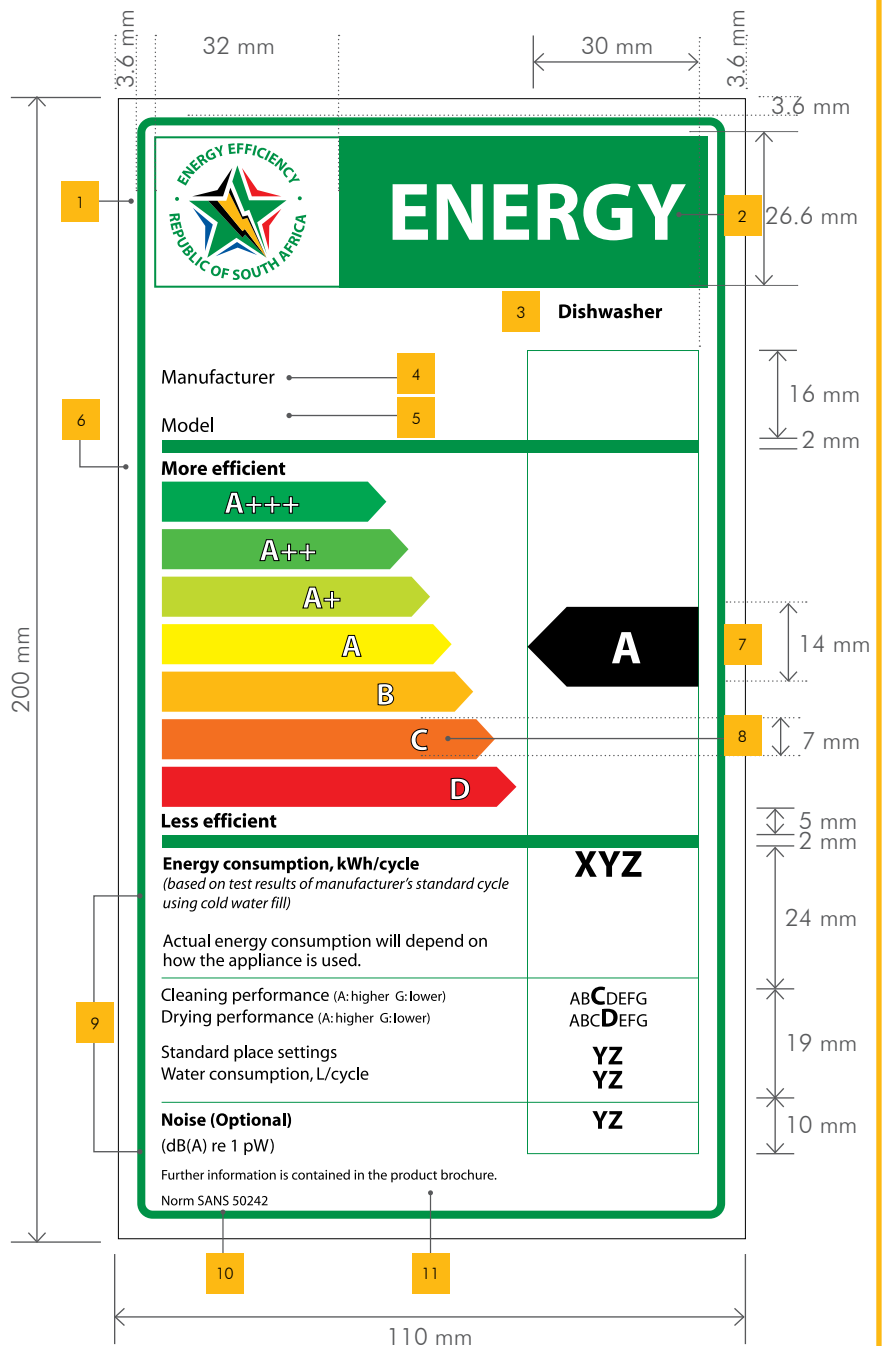 3.6 mm
32 mm
30 mm
3.6 mm
3.6 mm
ENERGY EFFICIENCY
REPUBLIC OF SOUTH AFRICA
ENERGY
1
2
26.6 mm
3
Dishwasher
Manufacturer
4
16 mm
Model
5
6
2 mm
More efficient
A+++
A++
A+
A
A
7
14 mm
B
C
8
7 mm
D
Less efficient
5 mm
2 mm
200 mm
Energy consumption, kWh/cycle
XYZ
(based on test results of manufacturer's standard cycle
using cold water fill)
24 mm
Actual energy consumption will depend on
how the appliance is used.
Cleaning performance (A: higher G: lower)
ABCDEFG
Drying performance (A: higher G: lower)
ABCDEFG
9
19 mm
Standard place settings
YZ
Water consumption, L/cycle
YZ
Noise (Optional)
YZ
10 mm
(dB(A) re 1 pW)
Further information is contained in the product brochure.
Norm SANS 50242
10
11
110 mm